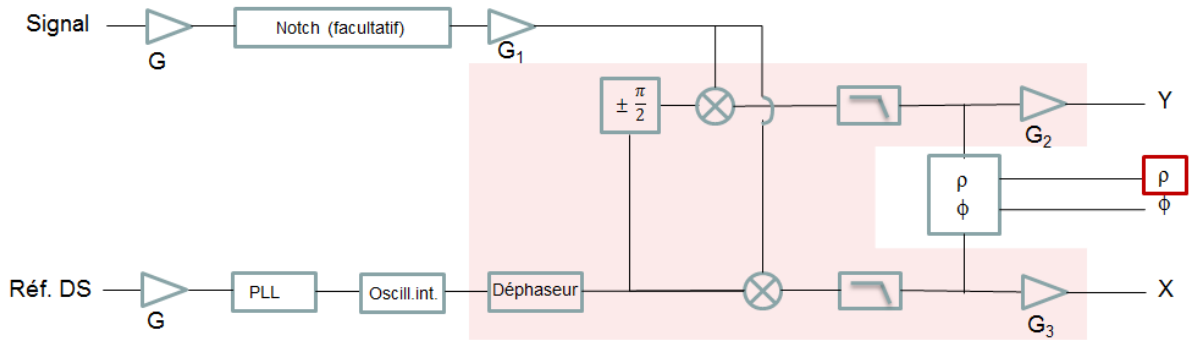 Signal
G
Notch (facultatif)
G₁
± π/2
G₂
Y
ρ
ϕ
ρ
ϕ
Réf. DS
G
PLL
Oscill.int.
Déphaseur
G₃
X